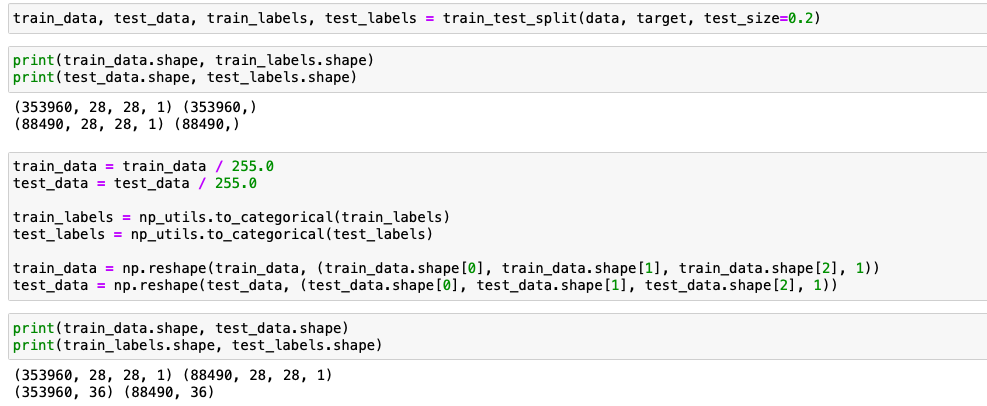 train_data, test_data, train_labels, test_labels = train_test_split(data, target, test_size=0.2)
print(train_data.shape, train_labels.shape)
print(test_data.shape, test_labels.shape)
(353960, 28, 28, 1) (353960,)
(88490, 28, 28, 1) (88490,)
train_data = train_data / 255.0
test_data = test_data / 255.0
train_labels = np_utils.to_categorical(train_labels)
test_labels = np_utils.to_categorical(test_labels)
train_data = np.reshape(train_data, (train_data.shape[0], train_data.shape[1], train_data.shape[2], 1))
test_data = np.reshape(test_data, (test_data.shape[0], test_data.shape[1], test_data.shape[2], 1))
print(train_data.shape, test_data.shape)
print(train_labels.shape, test_labels.shape)
(353960, 28, 28, 1) (88490, 28, 28, 1)
(353960, 36) (88490, 36)